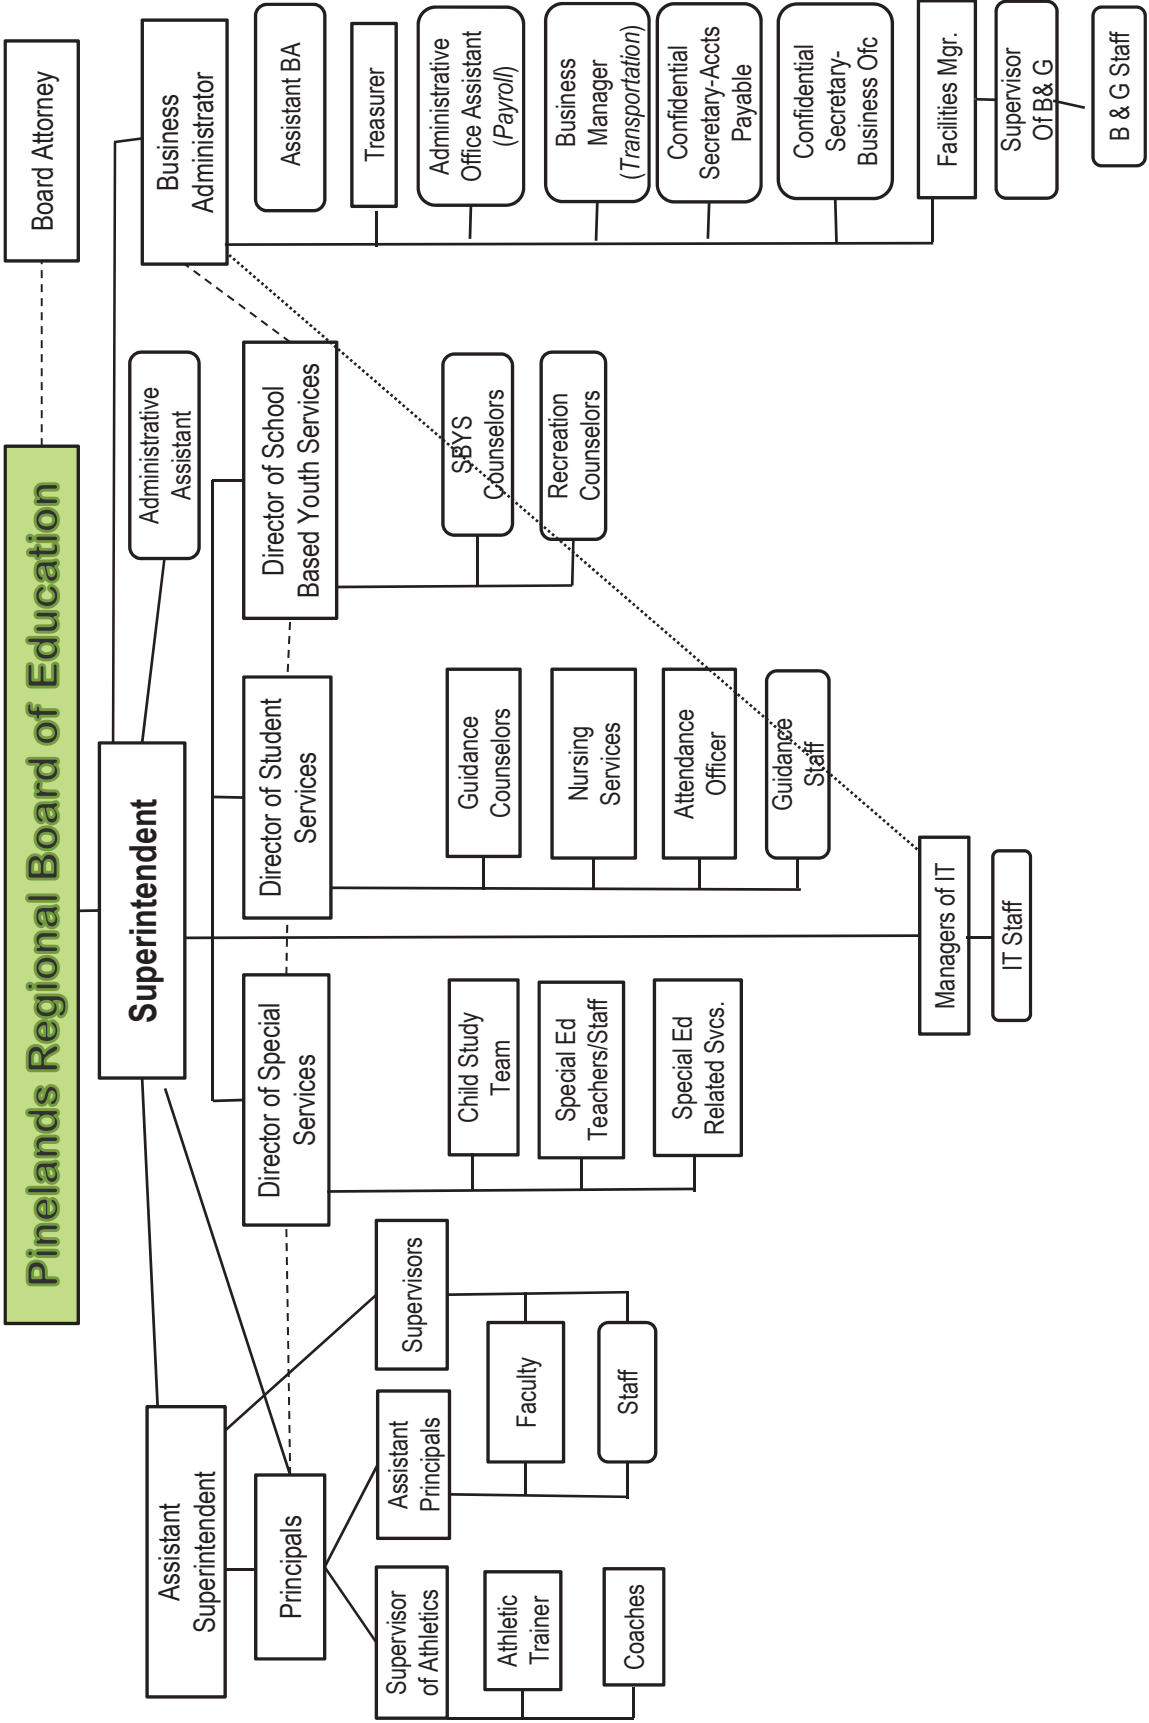 Pinelands Regional Board of Education
Board Attorney
Superintendent
Business
Administrator
Administrative
Assistant
Assistant
Superintendent
Principals
Director of Special
Services
Director of Student
Services
Director of School
Based Youth Services
Assistant BA
Treasurer
Administrative
Office Assistant
(Payroll)
Business
Manager
(Transportation)
Confidential
Secretary-Accts
Payable
Confidential
Secretary-
Business Ofc
Facilities Mgr.
Supervisor
Of B& G
B & G Staff
Supervisor
of Athletics
Athletic
Trainer
Coaches
Assistant
Principals
Supervisors
Faculty
Staff
Child Study
Team
Special Ed
Teachers/Staff
Special Ed
Related Svcs.
Guidance
Counselors
Nursing
Services
Attendance
Officer
Guidance
Staff
SBYS
Counselors
Recreation
Counselors
Managers of IT
IT Staff